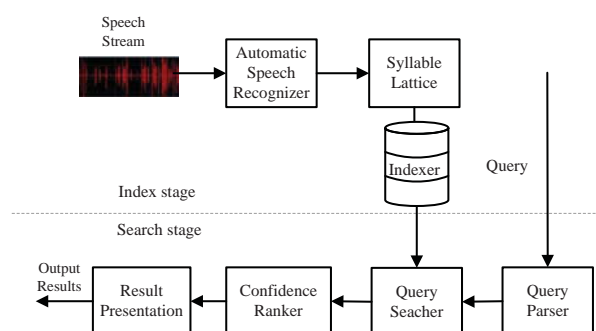 Speech
Stream
Automatic
Speech
Recognizer
Syllable
Lattice
Indexer
Query
Index stage
Search stage
Output
Results
Result
Presentation
Confidence
Ranker
Query
Seacher
Query
Parser